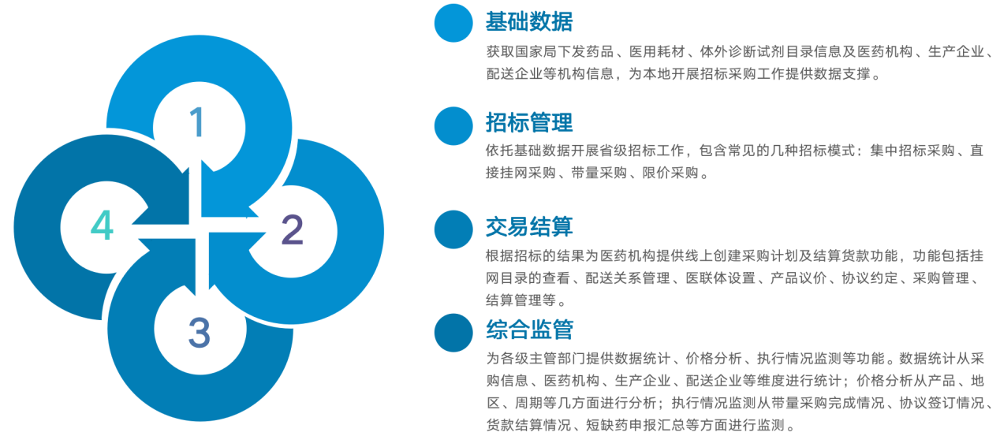 1
2
3
4
基础数据
获取国家局下发药品、医用耗材、体外诊断试剂目录信息及医药机构、生产企业、
配送企业等机构信息，为本地开展招标采购工作提供数据支撑。
招标管理
依托基础数据开展省级招标工作，包含常见的几种招标模式：集中招标采购、直
接挂网采购、带量采购、限价采购。
交易结算
根据招标的结果为医药机构提供线上创建采购计划及结算货款功能，功能包括挂
网目录的查看、配送关系管理、医联体设置、产品议价、协议约定、采购管理、
结算管理等。
综合监管
为各级主管部门提供数据统计、价格分析、执行情况监测等功能。数据统计从采
购信息、医药机构、生产企业、配送企业等维度进行统计；价格分析从产品、地
区、周期等几方面进行分析；执行情况监测从带量采购完成情况、协议签订情况、
货款结算情况、短缺药申报汇总等方面进行监测。